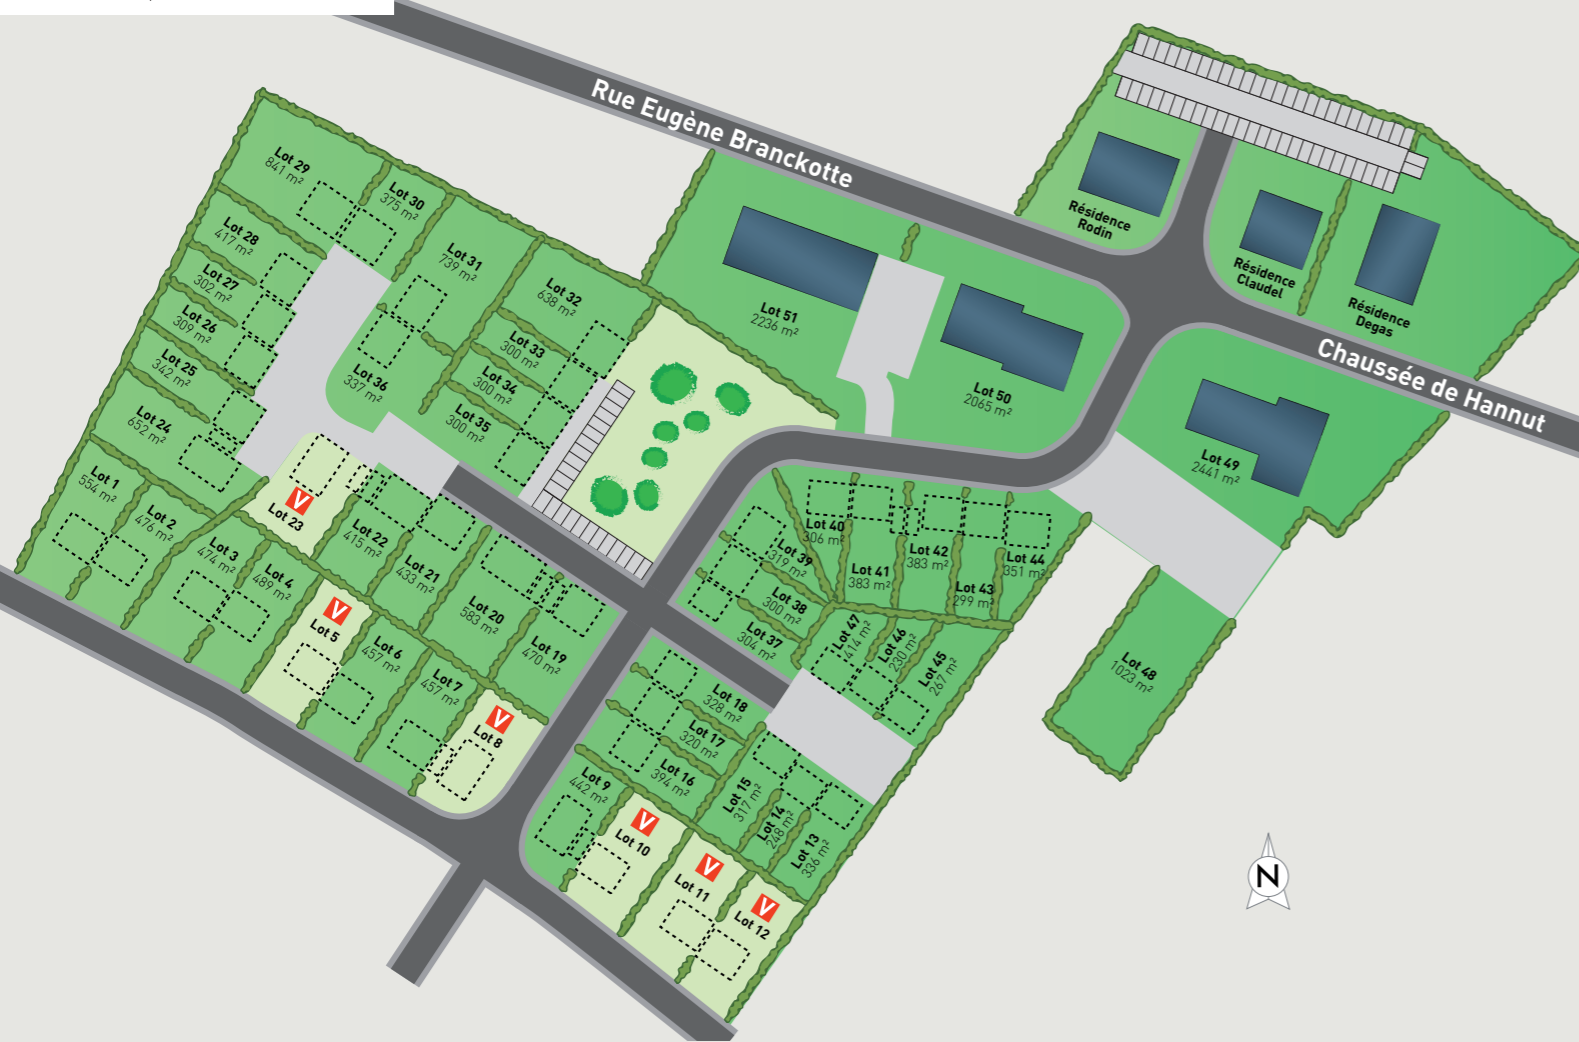 Rue Eugène Branckotte
Chaussée de Hannut
Résidence
Rodin
Résidence
Claudel
Résidence
Degas
Lot 29
841 m²
Lot 30
375 m²
Lot 28
417 m²
Lot 27
302 m²
Lot 26
309 m²
Lot 25
342 m²
Lot 24
652 m²
Lot 31
739 m²
Lot 32
638 m²
Lot 33
300 m²
Lot 34
300 m²
Lot 35
300 m²
Lot 36
337 m²
Lot 51
2236 m²
Lot 50
2065 m²
Lot 49
2441 m²
Lot 48
1023 m²
Lot 1
554 m²
Lot 2
476 m²
Lot 3
474 m²
Lot 4
489 m²
V
Lot 5
Lot 6
457 m²
Lot 7
457 m²
V
Lot 8
V
Lot 23
Lot 22
415 m²
Lot 21
433 m²
Lot 20
583 m²
Lot 19
470 m²
Lot 40
306 m²
Lot 39
319 m²
Lot 38
300 m²
Lot 37
304 m²
Lot 41
383 m²
Lot 42
383 m²
Lot 43
299 m²
Lot 44
351 m²
Lot 47
414 m²
Lot 46
230 m²
Lot 45
267 m²
Lot 18
328 m²
Lot 17
320 m²
Lot 16
394 m²
Lot 15
317 m²
Lot 14
248 m²
Lot 13
336 m²
Lot 9
442 m²
V
Lot 10
V
Lot 11
V
Lot 12
N